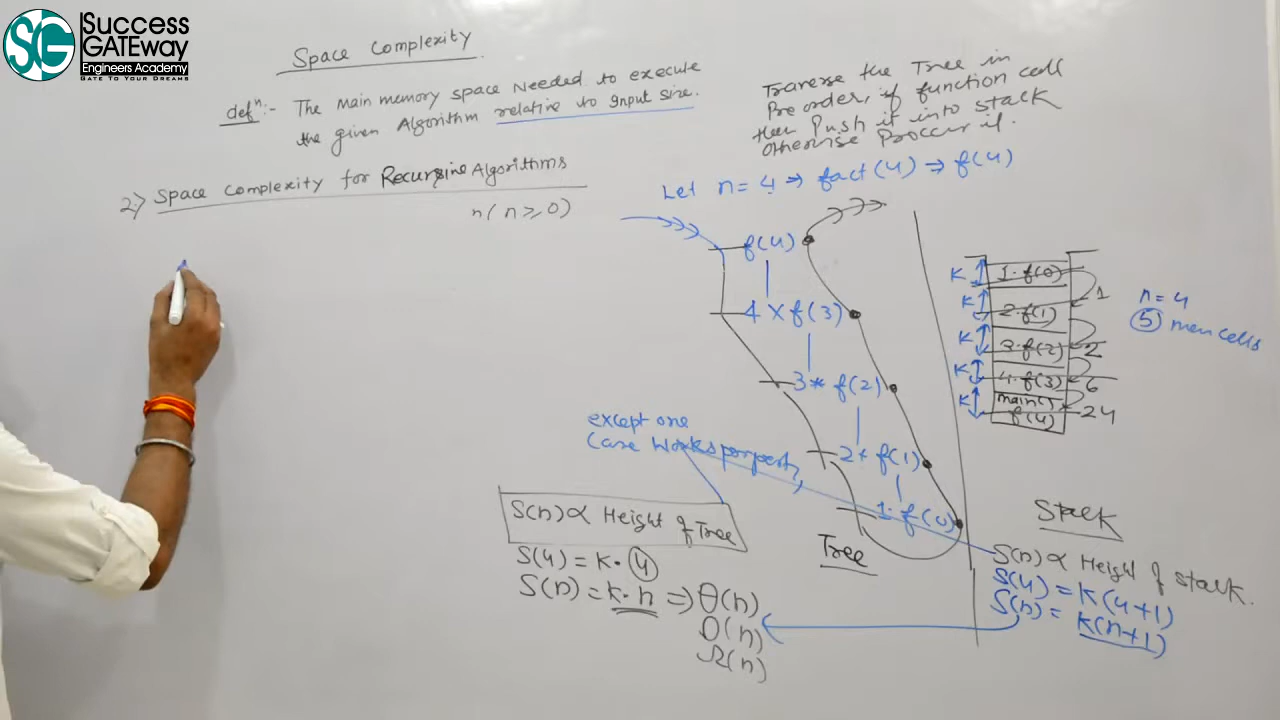 Success
GATEway
Engineers Academy
GATE TO YOUR DREAMS
Space Complexity
defⁿ:- The main memory space Needed to execute
the given Algorithm relative to Input size.
2) Space Complexity for Recursive Algorithms
n(n≥0)
Traverse the Tree in
Preorder, if function call
then Push it into stack
Otherwise Proccer it.
Let n=4 ⇒ fact(4) ⇒ f(4)
f(4)
4 × f(3)
3 * f(2)
2 * f(1)
1·f(0)
Tree
except one
Case Works porperly
S(n) ∝ Height of Tree
S(4) = K·4
S(n) = K·n ⇒ θ(n)
O(n)
Ω(n)
K 1·f(0)
K 2·f(1) 1
K 3·f(2) 2
K 4·f(3) 6
K main()
f(4) 24
n=4
5 mem cells
Stack
S(n) ∝ Height of stack.
S(4) = K(4+1)
S(n) = K(n+1)